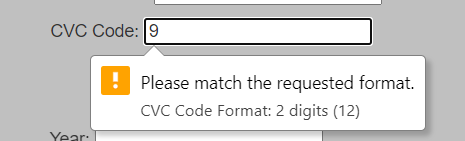 CVC Code: 9
Please match the requested format.
CVC Code Format: 2 digits (12)
Year: